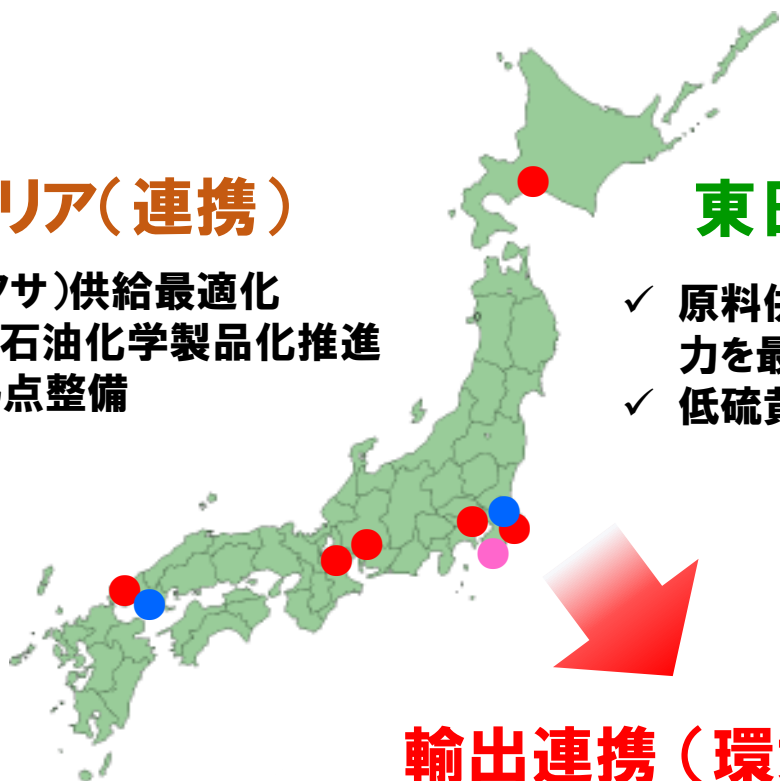 リア(連携)
サ)供給最適化
石油化学製品化推進
点整備
東日
✓ 原料供
力を最
✓ 低硫黄
輸出連携(環